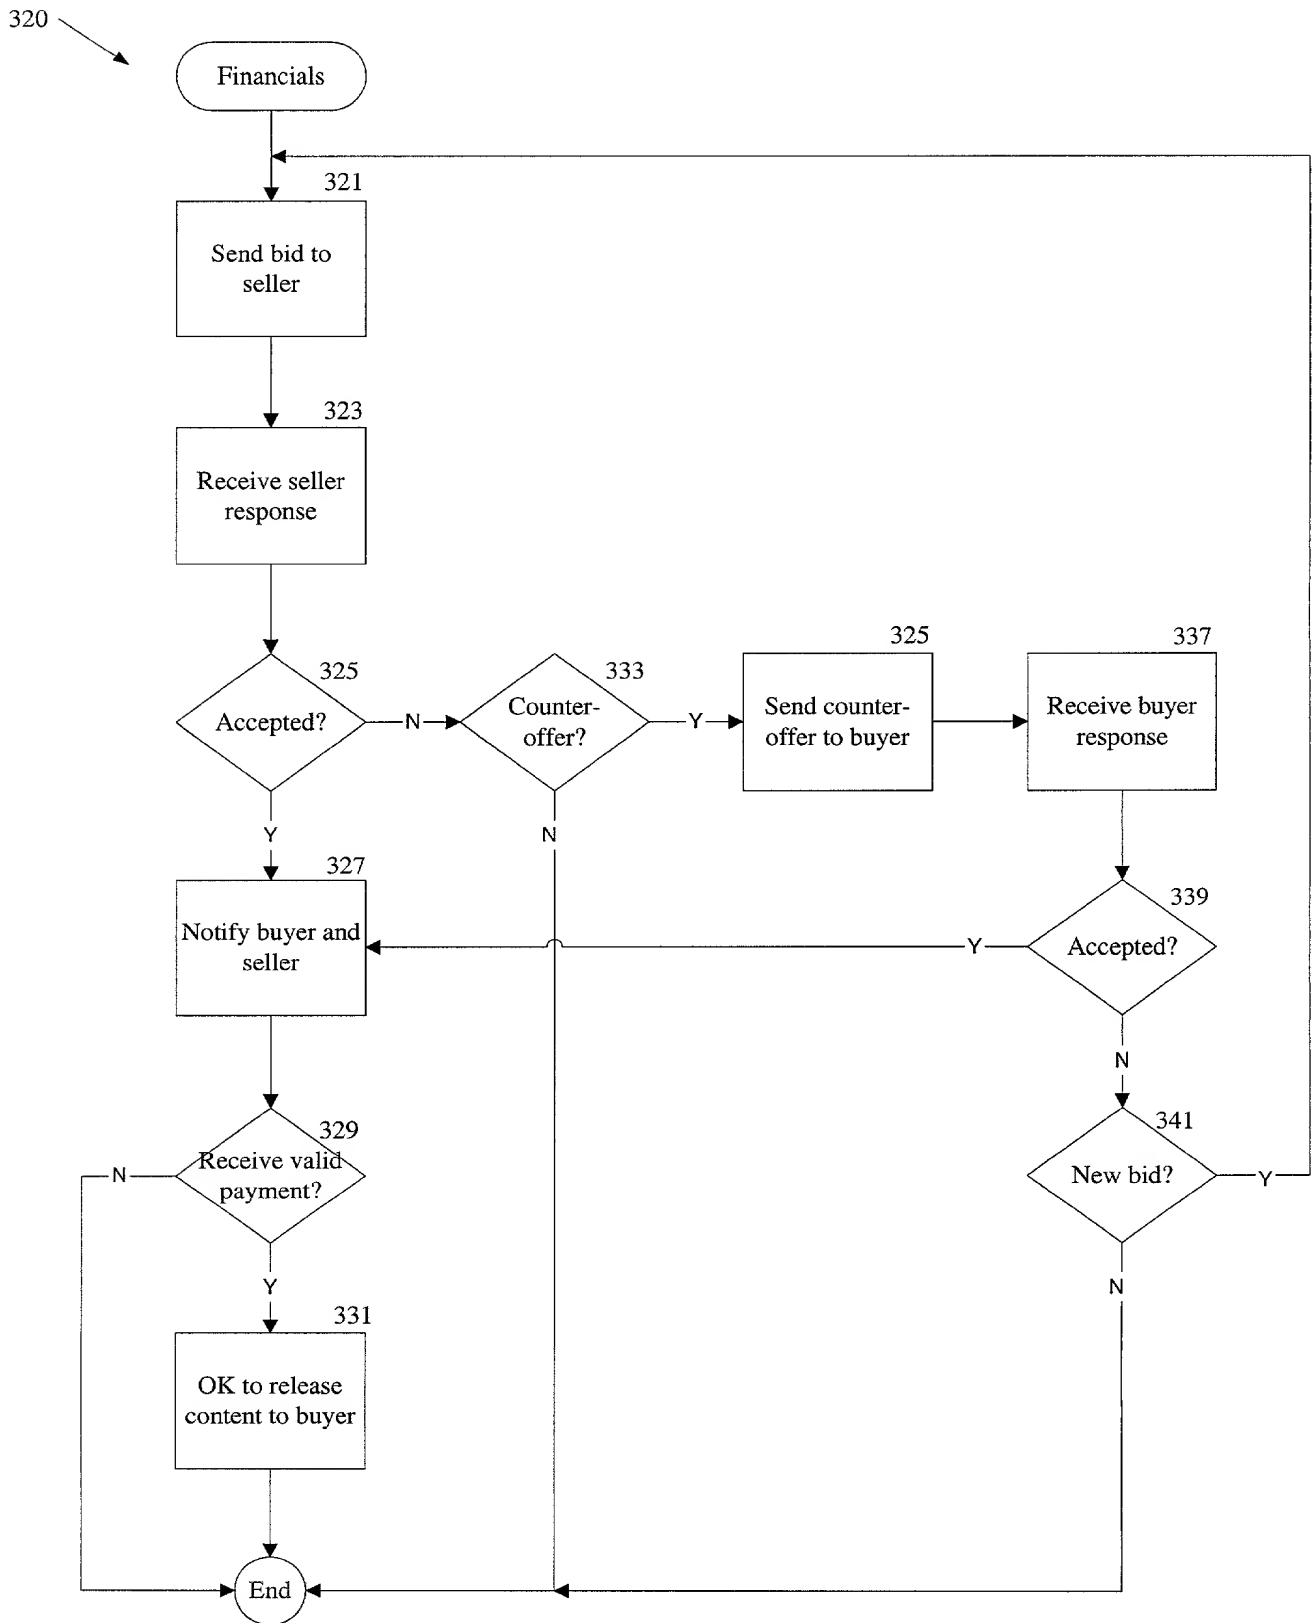 320
Financials
321
Send bid to
seller
323
Receive seller
response
325
Accepted?
N
333
Counter-
offer?
Y
325
Send counter-
offer to buyer
337
Receive buyer
response
Y
N
327
Notify buyer and
seller
Y
339
Accepted?
N
329
Receive valid
payment?
N
341
New bid?
Y
Y
N
331
OK to release
content to buyer
End